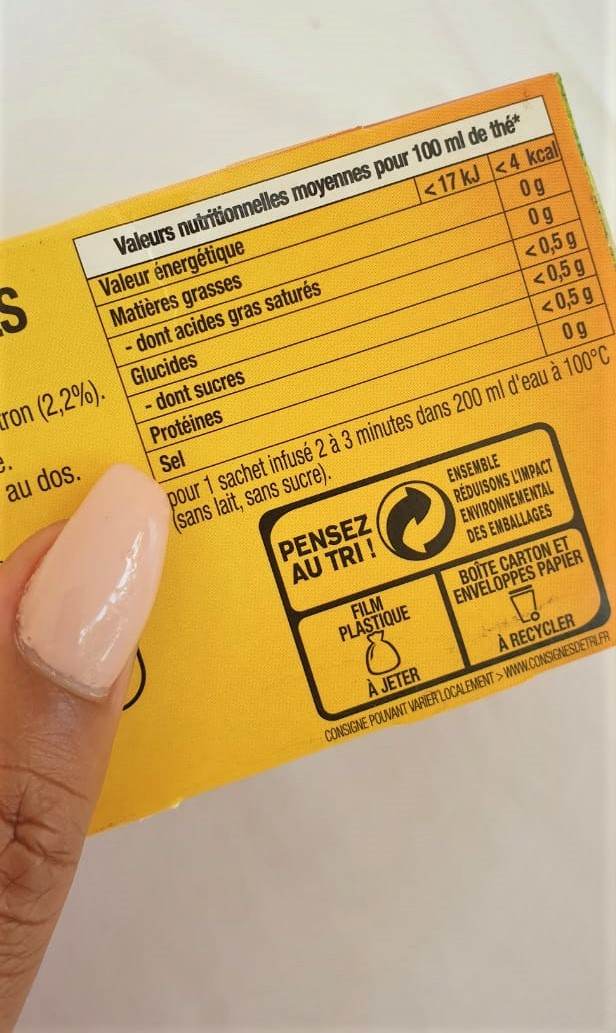 Valeurs nutritionnelles moyennes pour 100 ml de thé*
Valeur énergétique < 17 kJ < 4 kcal
Matières grasses 0 g
- dont acides gras saturés 0 g
Glucides < 0,5 g
- dont sucres < 0,5 g
Protéines < 0,5 g
Sel 0 g
pour 1 sachet infusé 2 à 3 minutes dans 200 ml d'eau à 100°C
(sans lait, sans sucre).
S
tron (2,2%).
au dos.
PENSEZ
AU TRI !
ENSEMBLE
RÉDUISONS L'IMPACT
ENVIRONNEMENTAL
DES EMBALLAGES
FILM
PLASTIQUE
À JETER
BOÎTE CARTON ET
ENVELOPPES PAPIER
À RECYCLER
CONSIGNE POUVANT VARIER LOCALEMENT > WWW.CONSIGNESDETRI.FR